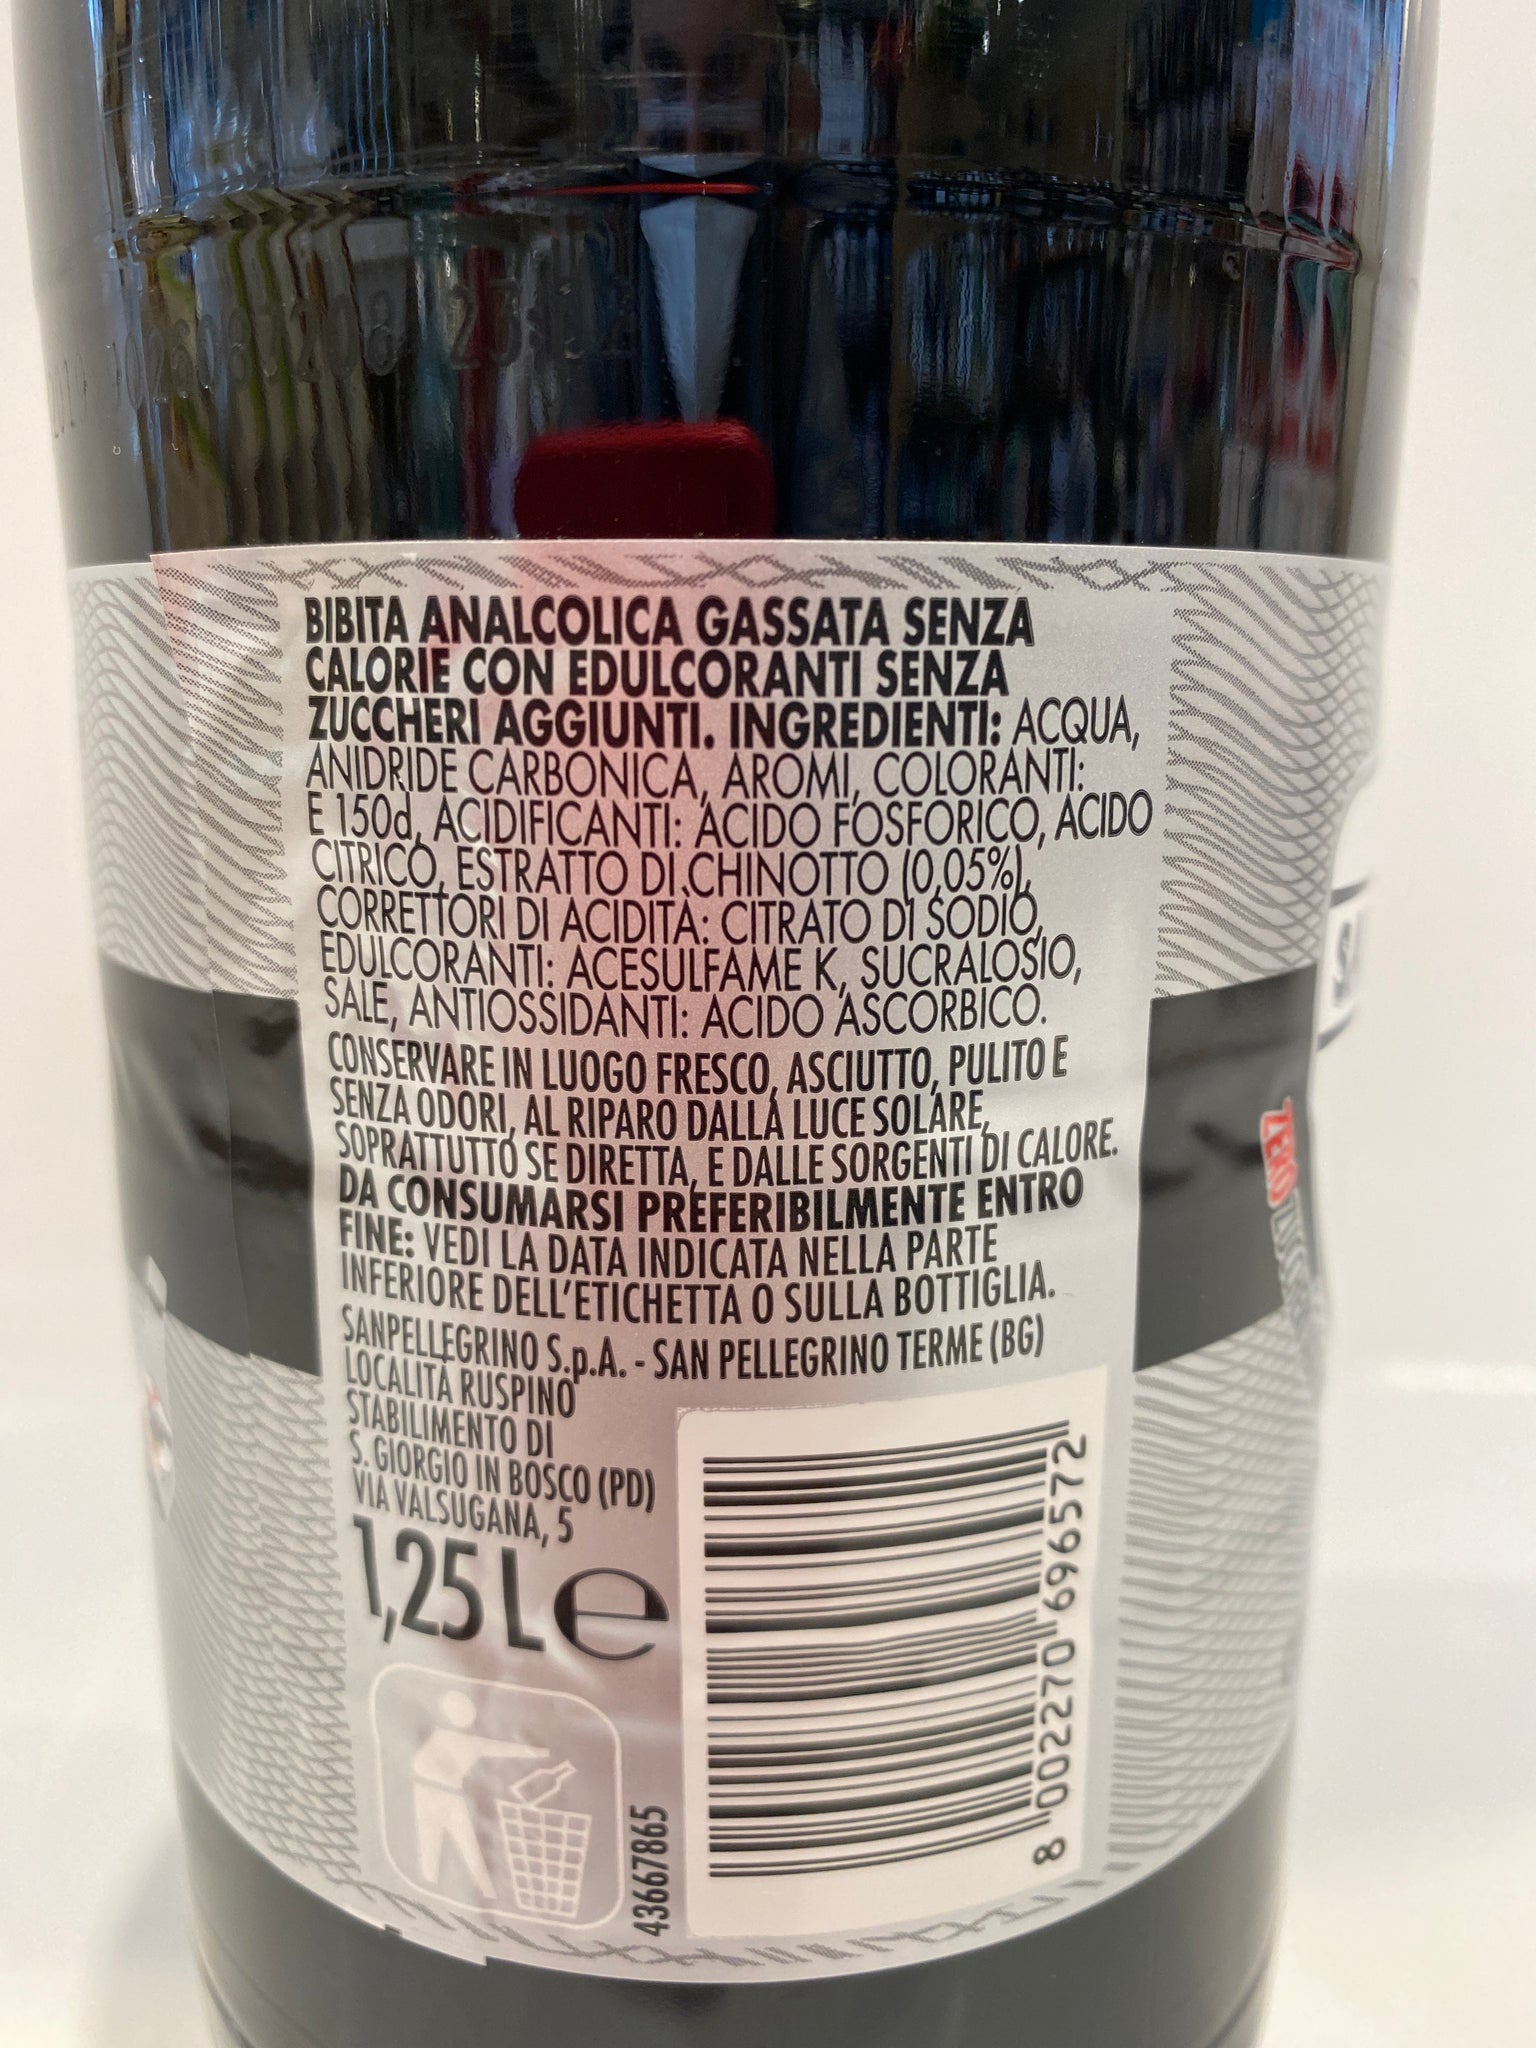 BIBITA ANALCOLICA GASSATA SENZA
CALORIE CON EDULCORANTI SENZA
ZUCCHERI AGGIUNTI. INGREDIENTI: ACQUA,
ANIDRIDE CARBONICA, AROMI, COLORANTI:
E 150d, ACIDIFICANTI: ACIDO FOSFORICO, ACIDO
CITRICO, ESTRATTO DI CHINOTTO (0,05%),
CORRETTORI DI ACIDITÀ: CITRATO DI SODIO,
EDULCORANTI: ACESULFAME K, SUCRALOSIO,
SALE, ANTIOSSIDANTI: ACIDO ASCORBICO.
CONSERVARE IN LUOGO FRESCO, ASCIUTTO, PULITO E
SENZA ODORI, AL RIPARO DALLA LUCE SOLARE,
SOPRATTUTTO SE DIRETTA, E DALLE SORGENTI DI CALORE.
DA CONSUMARSI PREFERIBILMENTE ENTRO
FINE: VEDI LA DATA INDICATA NELLA PARTE
INFERIORE DELL'ETICHETTA O SULLA BOTTIGLIA.
SANPELLEGRINO S.p.A. - SAN PELLEGRINO TERME (BG)
LOCALITÀ RUSPINO
STABILIMENTO DI
S. GIORGIO IN BOSCO (PD)
VIA VALSUGANA, 5
1,25 L e
43667865
8 002270 696572
ZERO